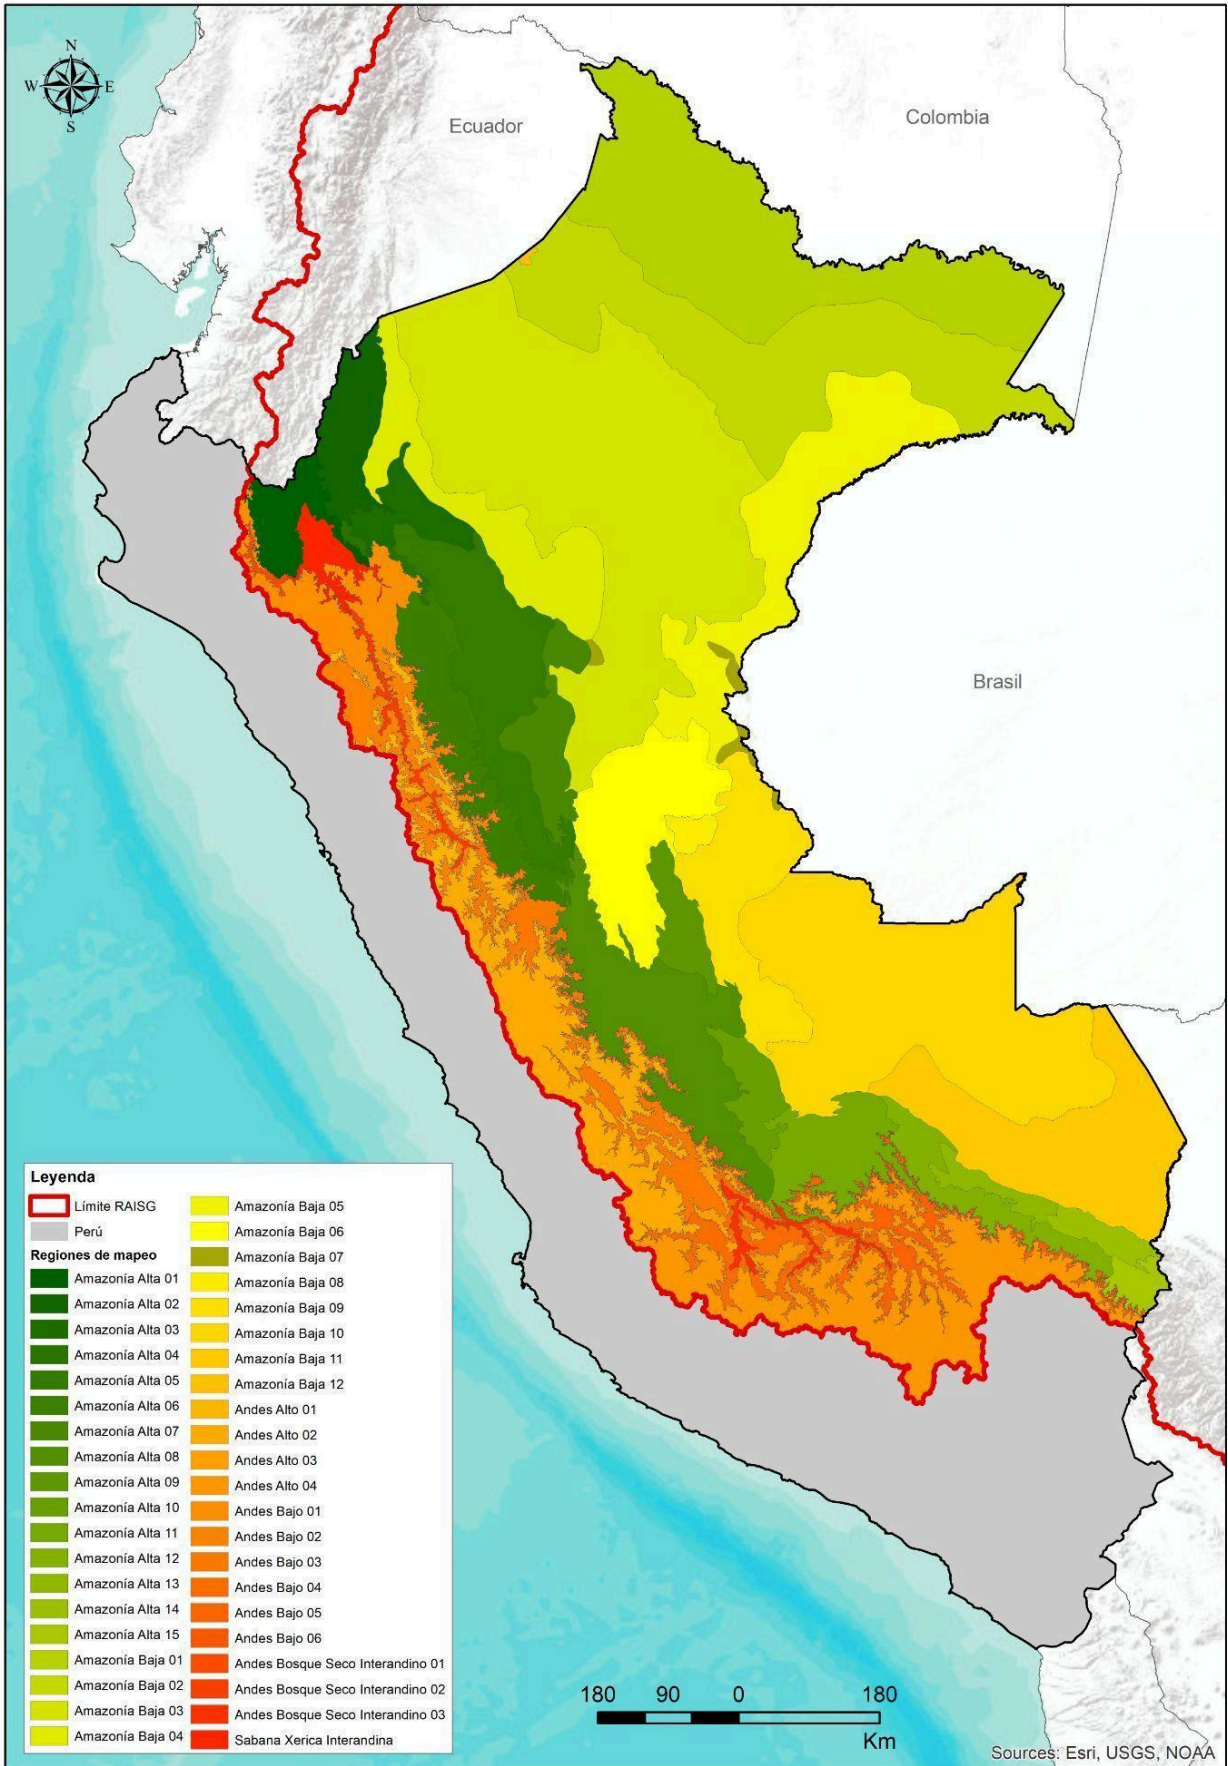 N
W E
S
Ecuador
Colombia
Brasil
Leyenda
Límite RAISG
Perú
Regiones de mapeo
Amazonía Alta 01
Amazonía Alta 02
Amazonía Alta 03
Amazonía Alta 04
Amazonía Alta 05
Amazonía Alta 06
Amazonía Alta 07
Amazonía Alta 08
Amazonía Alta 09
Amazonía Alta 10
Amazonía Alta 11
Amazonía Alta 12
Amazonía Alta 13
Amazonía Alta 14
Amazonía Alta 15
Amazonía Baja 01
Amazonía Baja 02
Amazonía Baja 03
Amazonía Baja 04
Amazonía Baja 05
Amazonía Baja 06
Amazonía Baja 07
Amazonía Baja 08
Amazonía Baja 09
Amazonía Baja 10
Amazonía Baja 11
Amazonía Baja 12
Andes Alto 01
Andes Alto 02
Andes Alto 03
Andes Alto 04
Andes Bajo 01
Andes Bajo 02
Andes Bajo 03
Andes Bajo 04
Andes Bajo 05
Andes Bajo 06
Andes Bosque Seco Interandino 01
Andes Bosque Seco Interandino 02
Andes Bosque Seco Interandino 03
Sabana Xerica Interandina
180 90 0 180
Km
Sources: Esri, USGS, NOAA